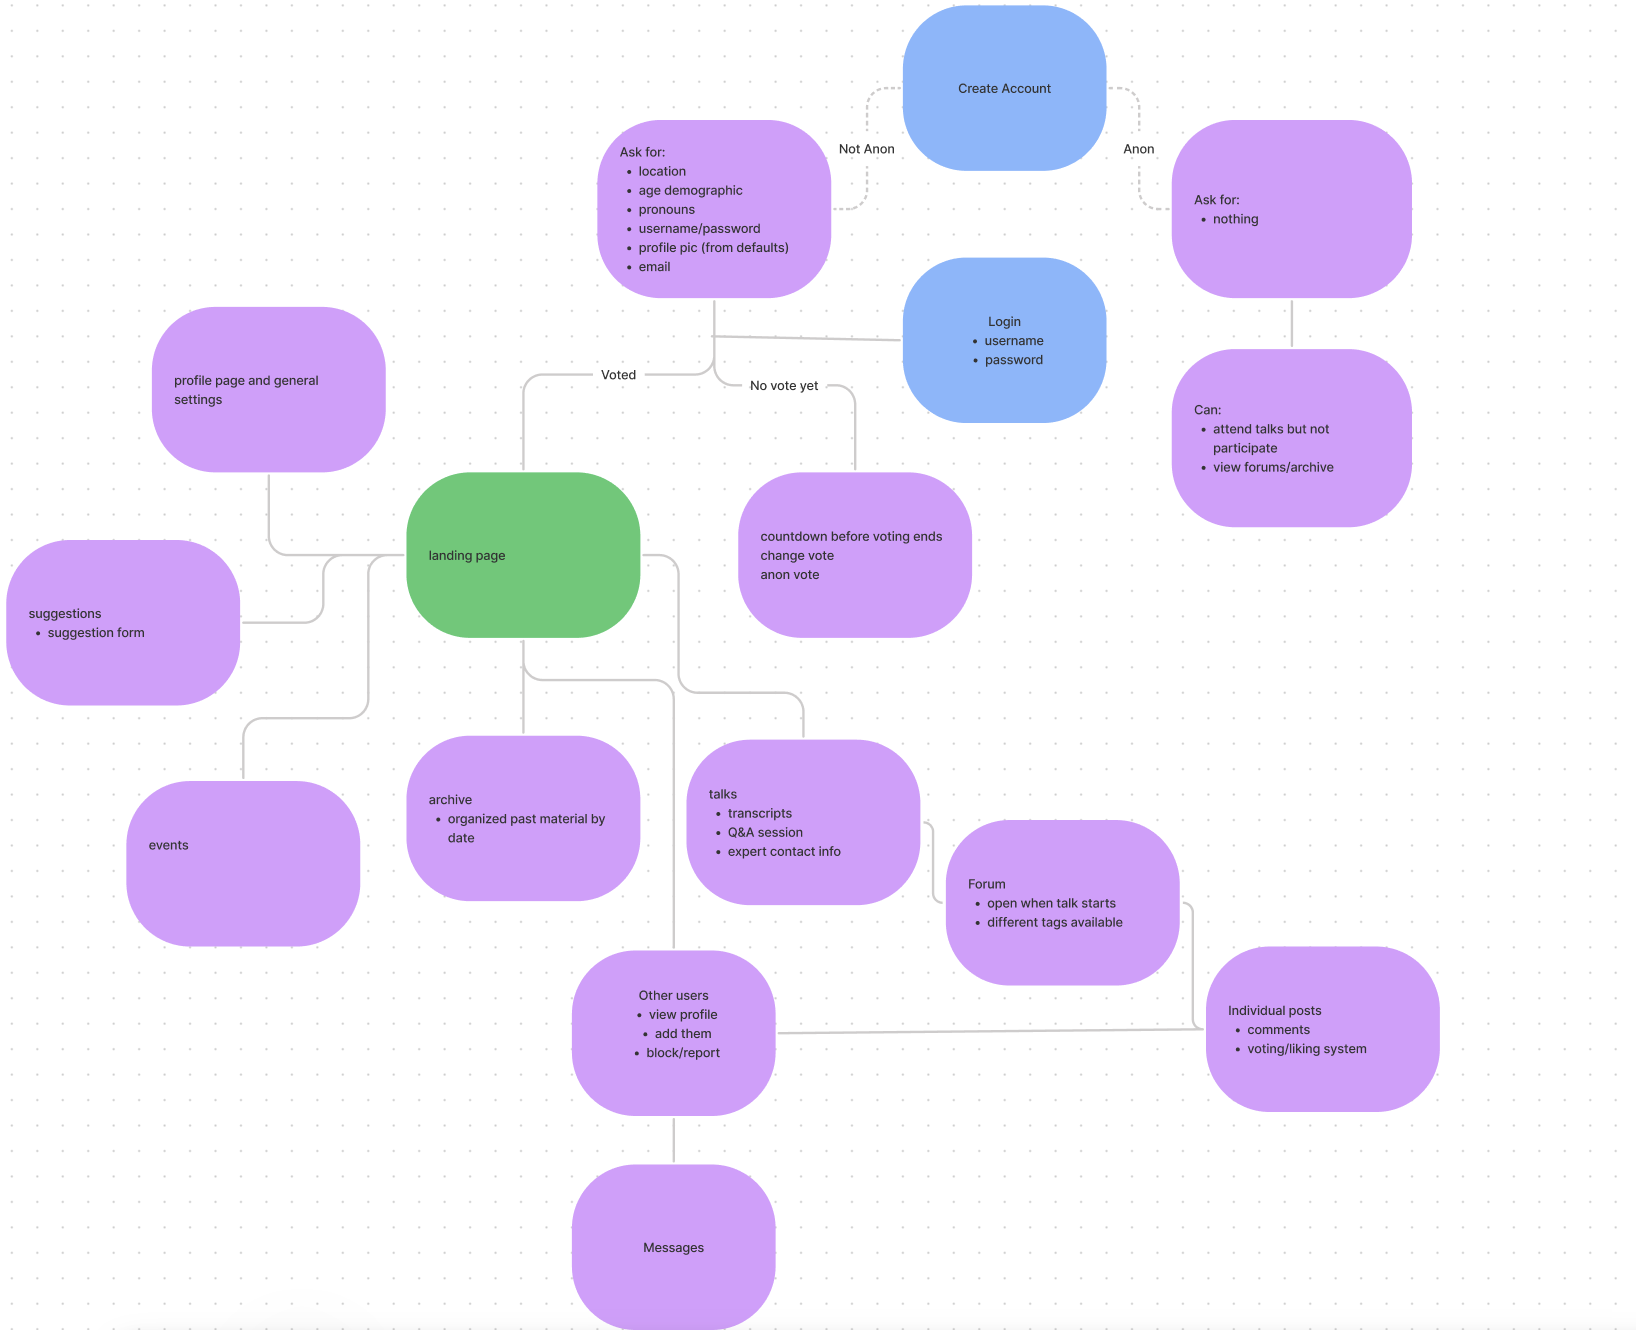 Create Account
Not Anon
Anon
Ask for:
• location
• age demographic
• pronouns
• username/password
• profile pic (from defaults)
• email
Ask for:
• nothing
Login
• username
• password
profile page and general
settings
Voted
No vote yet
Can:
• attend talks but not
participate
• view forums/archive
landing page
countdown before voting ends
change vote
anon vote
suggestions
• suggestion form
events
archive
• organized past material by
date
talks
• transcripts
• Q&A session
• expert contact info
Forum
• open when talk starts
• different tags available
Other users
• view profile
• add them
• block/report
Individual posts
• comments
• voting/liking system
Messages